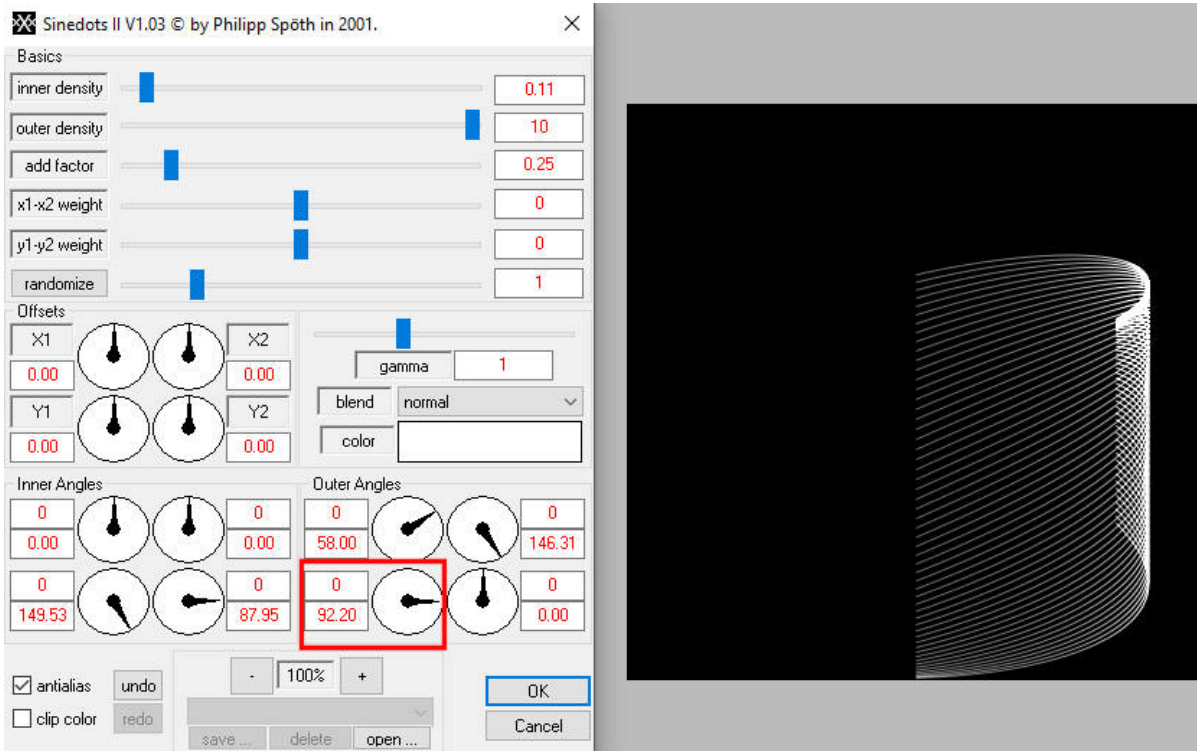 Sinedots II V1.03 © by Philipp Spöth in 2001.
Basics
inner density 0.11
outer density 10
add factor 0.25
x1-x2 weight 0
y1-y2 weight 0
randomize 1
Offsets
X1 X2
0.00 0.00
Y1 Y2
0.00 0.00
gamma 1
blend normal
color
Inner Angles
0 0
0.00 0.00
0 0
149.53 87.95
Outer Angles
0 0
58.00 146.31
0 0
92.20 0.00
antialias undo
clip color redo
- 100% +
save ... delete open ...
OK
Cancel